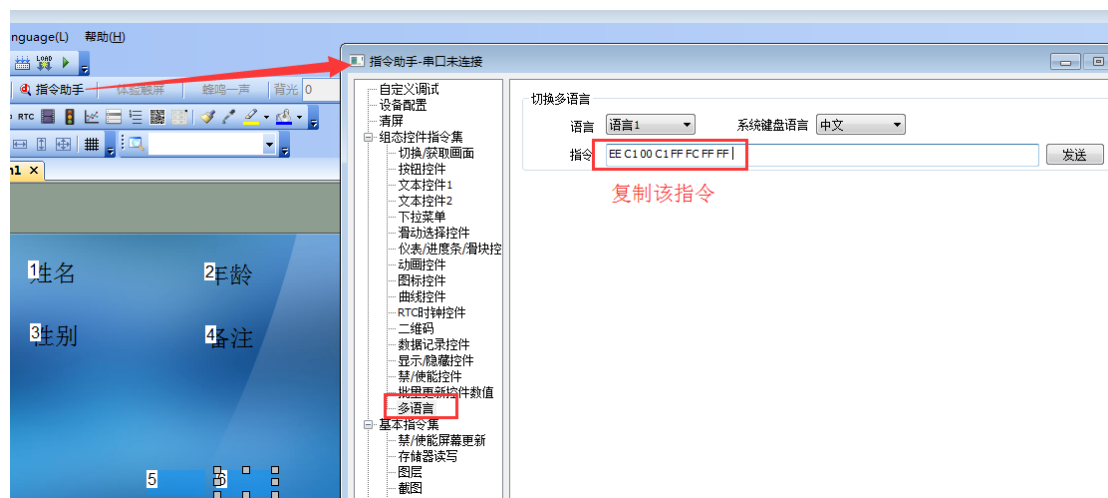 nguage(L) 帮助(H)
LOAD
指令助手 体验触屏 蜂鸣一声 背光 0
RTC
n1 ×
1姓名
2年龄
3性别
4备注
5
6
指令助手-串口未连接
自定义调试
设备配置
清屏
组态控件指令集
切换/获取画面
按钮控件
文本控件1
文本控件2
下拉菜单
滑动选择控件
仪表/进度条/滑块控
动画控件
图标控件
曲线控件
RTC时钟控件
二维码
数据记录控件
显示/隐藏控件
禁/使能控件
批里更新控件数值
多语言
基本指令集
禁/使能屏幕更新
存储器读写
图层
截图
切换多语言
语言 语言1 系统键盘语言 中文
指令 EE C1 00 C1 FF FC FF FF 发送
复制该指令